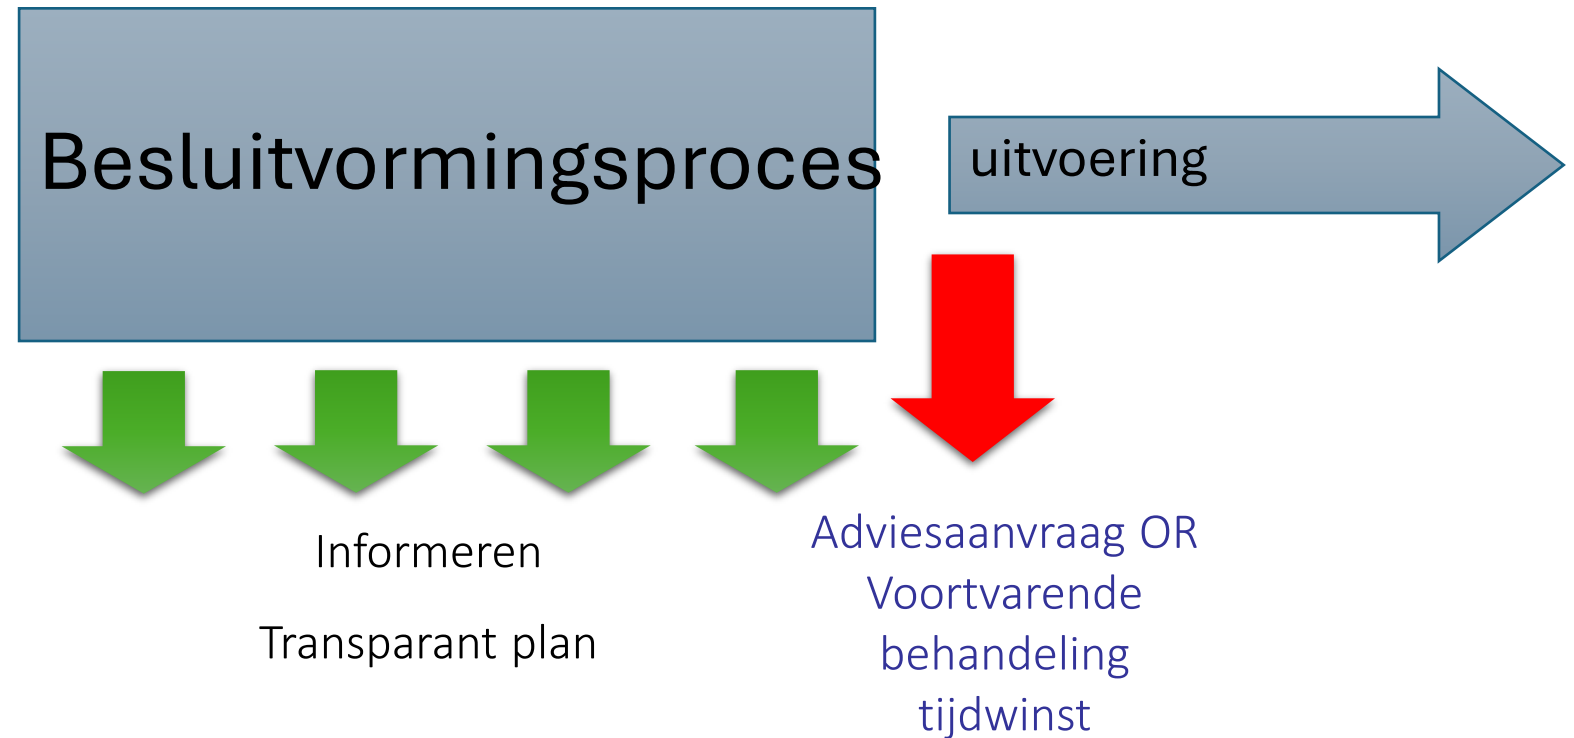 Besluitvormingsproces
uitvoering
Informeren
Transparant plan
Adviesaanvraag OR
Voortvarende
behandeling
tijdwinst